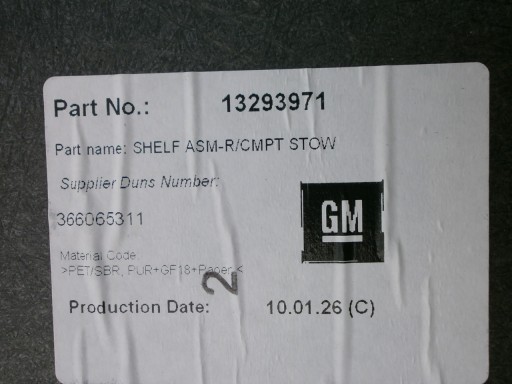 Part No.: 13293971
Part name: SHELF ASM-R/CMPT STOW
Supplier Duns Number:
366065311
GM
Material Code
>PET/SBR, PUR+GF18+Paper <
2
Production Date: 10.01.26 (C)